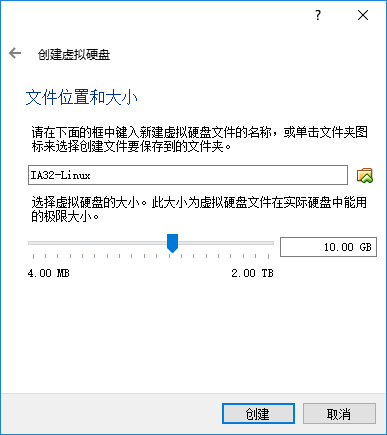 ?
创建虚拟硬盘
文件位置和大小
请在下面的框中键入新建虚拟硬盘文件的名称，或单击文件夹图
标来选择创建文件要保存到的文件夹。
IA32-Linux
选择虚拟硬盘的大小。此大小为虚拟硬盘文件在实际硬盘中能用
的极限大小。
10.00 GB
4.00 MB 2.00 TB
创建 取消